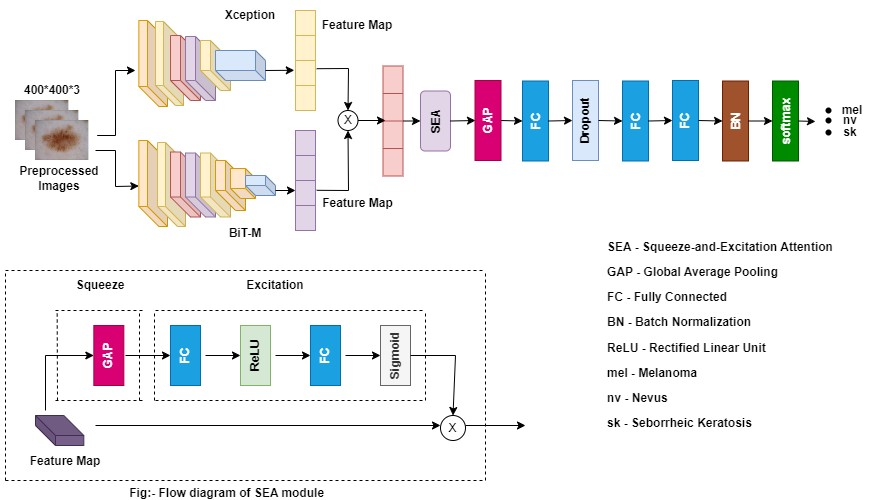 Xception
Feature Map
400*400*3
Preprocessed
Images
X
SEA
GAP
FC
Dropout
FC
FC
BN
softmax
mel
nv
sk
Feature Map
BiT-M
SEA - Squeeze-and-Excitation Attention
GAP - Global Average Pooling
FC - Fully Connected
BN - Batch Normalization
ReLU - Rectified Linear Unit
mel - Melanoma
nv - Nevus
sk - Seborrheic Keratosis
Squeeze
Excitation
GAP
FC
ReLU
FC
Sigmoid
X
Feature Map
Fig:- Flow diagram of SEA module